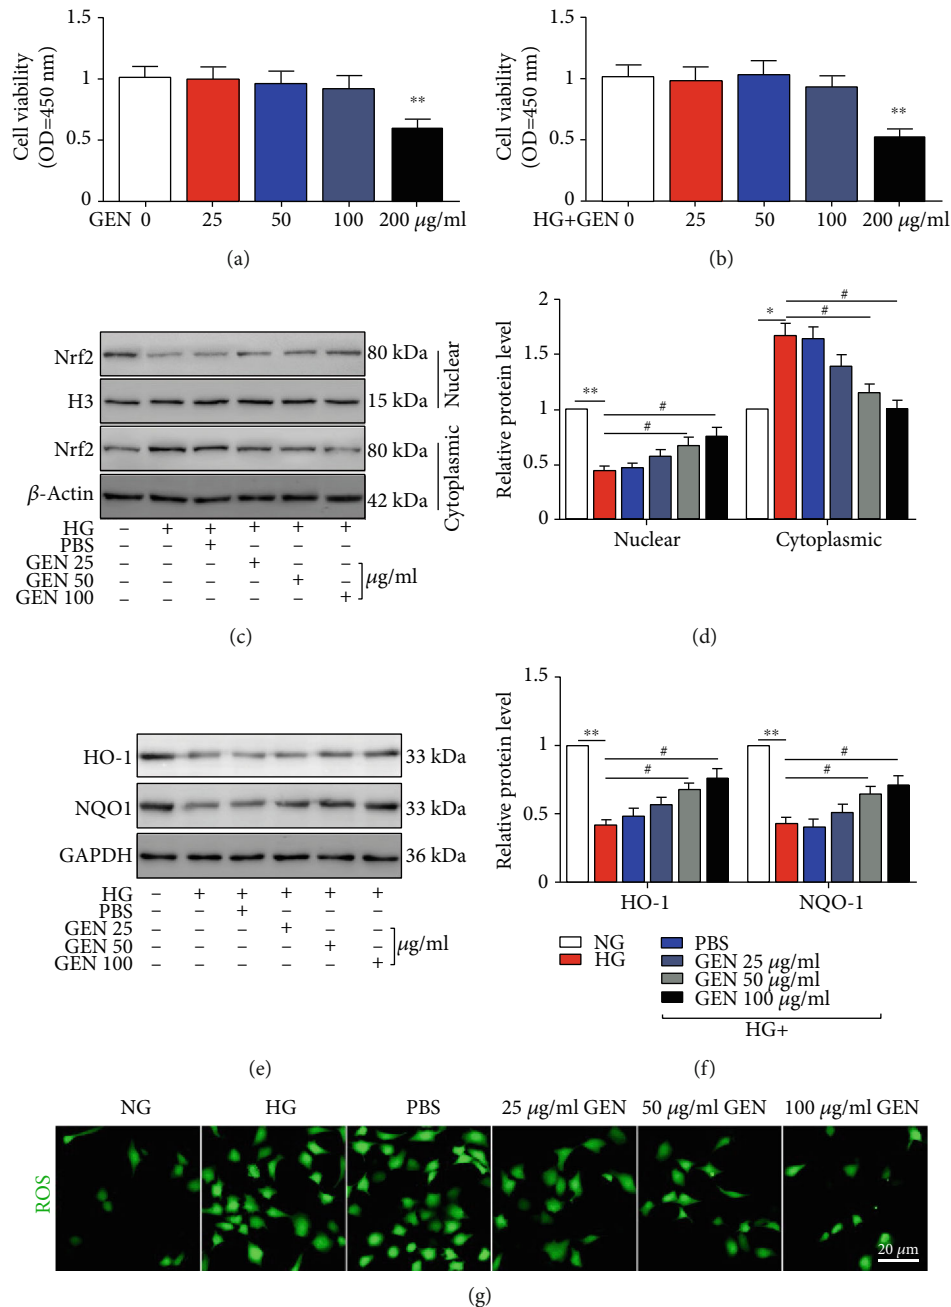 1.5
1
0.5
0
Cell viability
(OD=450 nm)
**
GEN 0 25 50 100 200 μg/ml
(a)
1.5
1
0.5
0
Cell viability
(OD=450 nm)
**
HG+GEN 0 25 50 100 200 μg/ml
(b)
Nrf2 80 kDa
H3 15 kDa
Nuclear
Nrf2 80 kDa
β-Actin 42 kDa
Cytoplasmic
HG – + + + + +
PBS – – + – – –
GEN 25 – – – + – –
GEN 50 – – – – + –
GEN 100 – – – – – +
μg/ml
(c)
2
1.5
1
0.5
0
Relative protein level
** # #
* # #
Nuclear Cytoplasmic
(d)
HO-1 33 kDa
NQO1 33 kDa
GAPDH 36 kDa
HG – + + + + +
PBS – – + – – –
GEN 25 – – – + – –
GEN 50 – – – – + –
GEN 100 – – – – – +
μg/ml
(e)
1.5
1
0.5
0
Relative protein level
** # #
** # #
HO-1 NQO-1
NG
HG
PBS
GEN 25 μg/ml
GEN 50 μg/ml
GEN 100 μg/ml
HG+
(f)
NG HG PBS 25 μg/ml GEN 50 μg/ml GEN 100 μg/ml GEN
ROS
20 μm
(g)